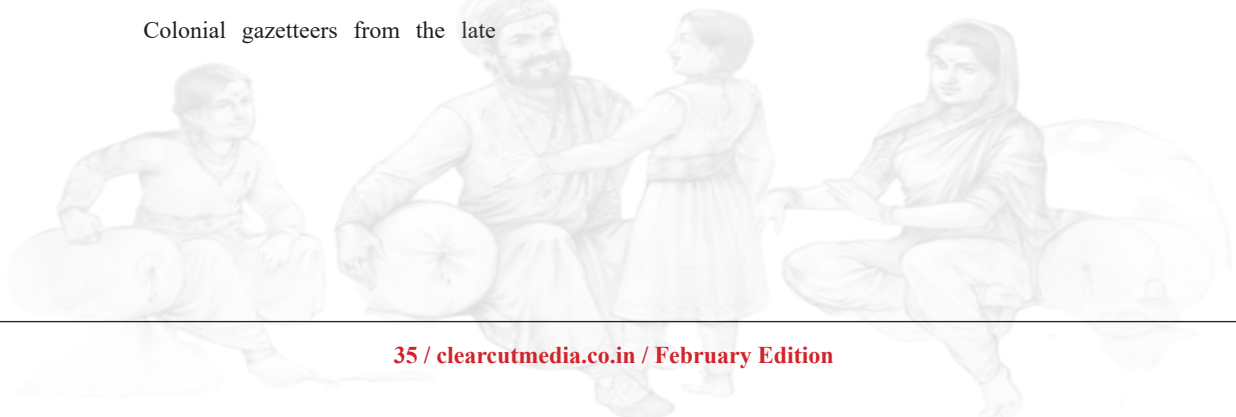 Colonial gazetteers from the late
35 / clearcutmedia.co.in / February Edition